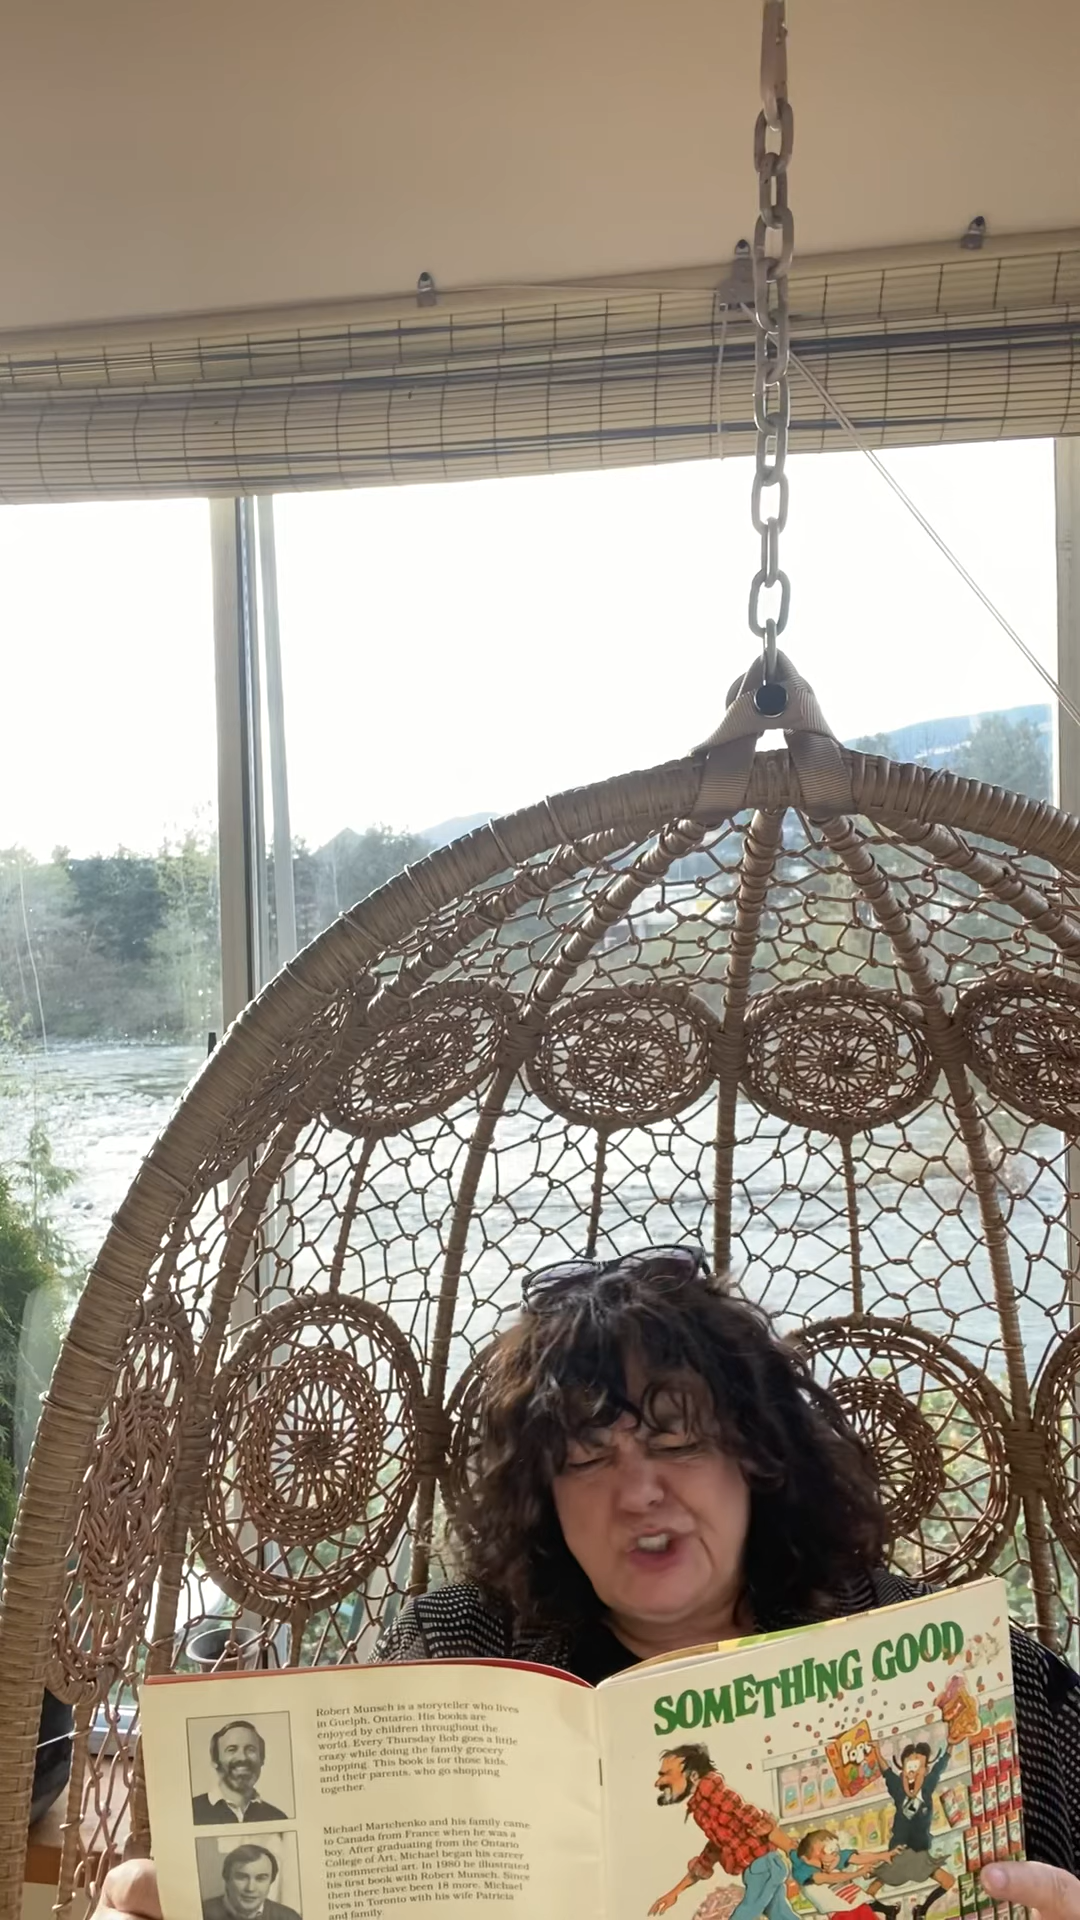 Robert Munsch is a storyteller who lives
in Guelph, Ontario. His books are
enjoyed by children throughout the
world. Every Thursday Bob goes a little
crazy while doing the family grocery
shopping. This book is for those kids,
and their parents, who go shopping
together.
Michael Martchenko and his family came
to Canada from France when he was a
boy. After graduating from the Ontario
College of Art, Michael began his career
in commercial art. In 1980 he illustrated
his first book with Robert Munsch. Since
then there have been 18 more. Michael
lives in Toronto with his wife Patricia
and family.
SOMETHING GOOD
Pops